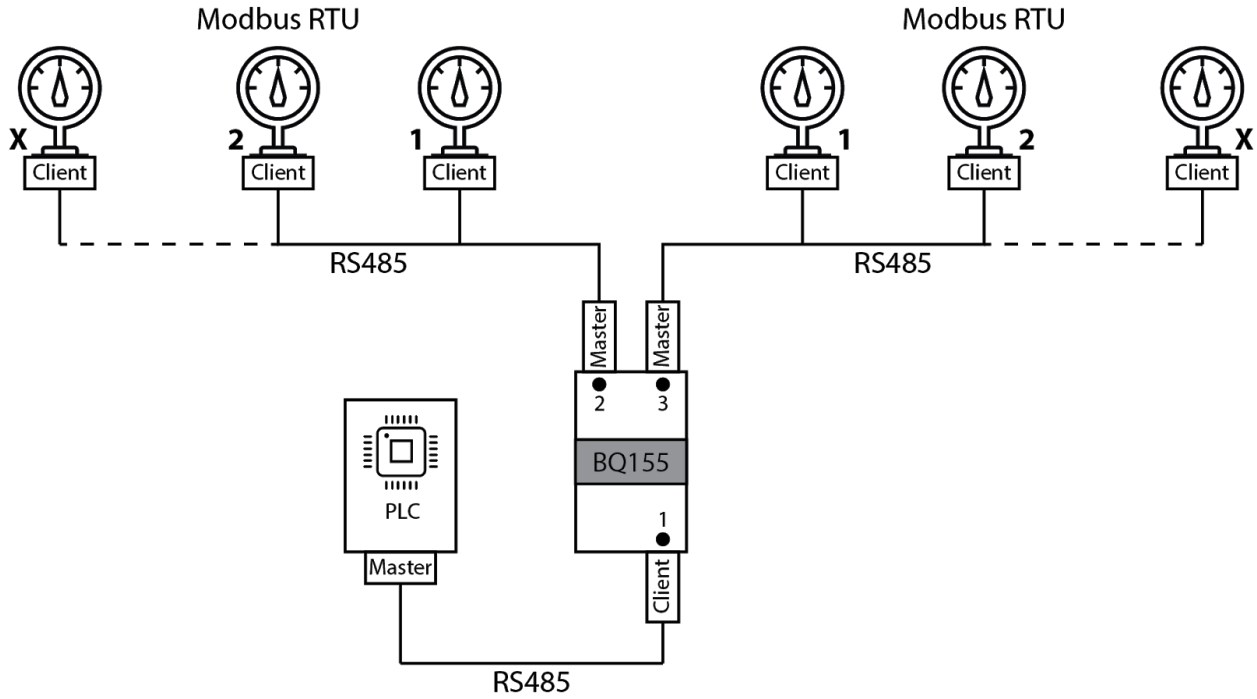 Modbus RTU
Modbus RTU
X
2
1
1
2
X
Client
Client
Client
Client
Client
Client
RS485
RS485
Master
Master
2
3
BQ155
PLC
1
Master
Client
RS485